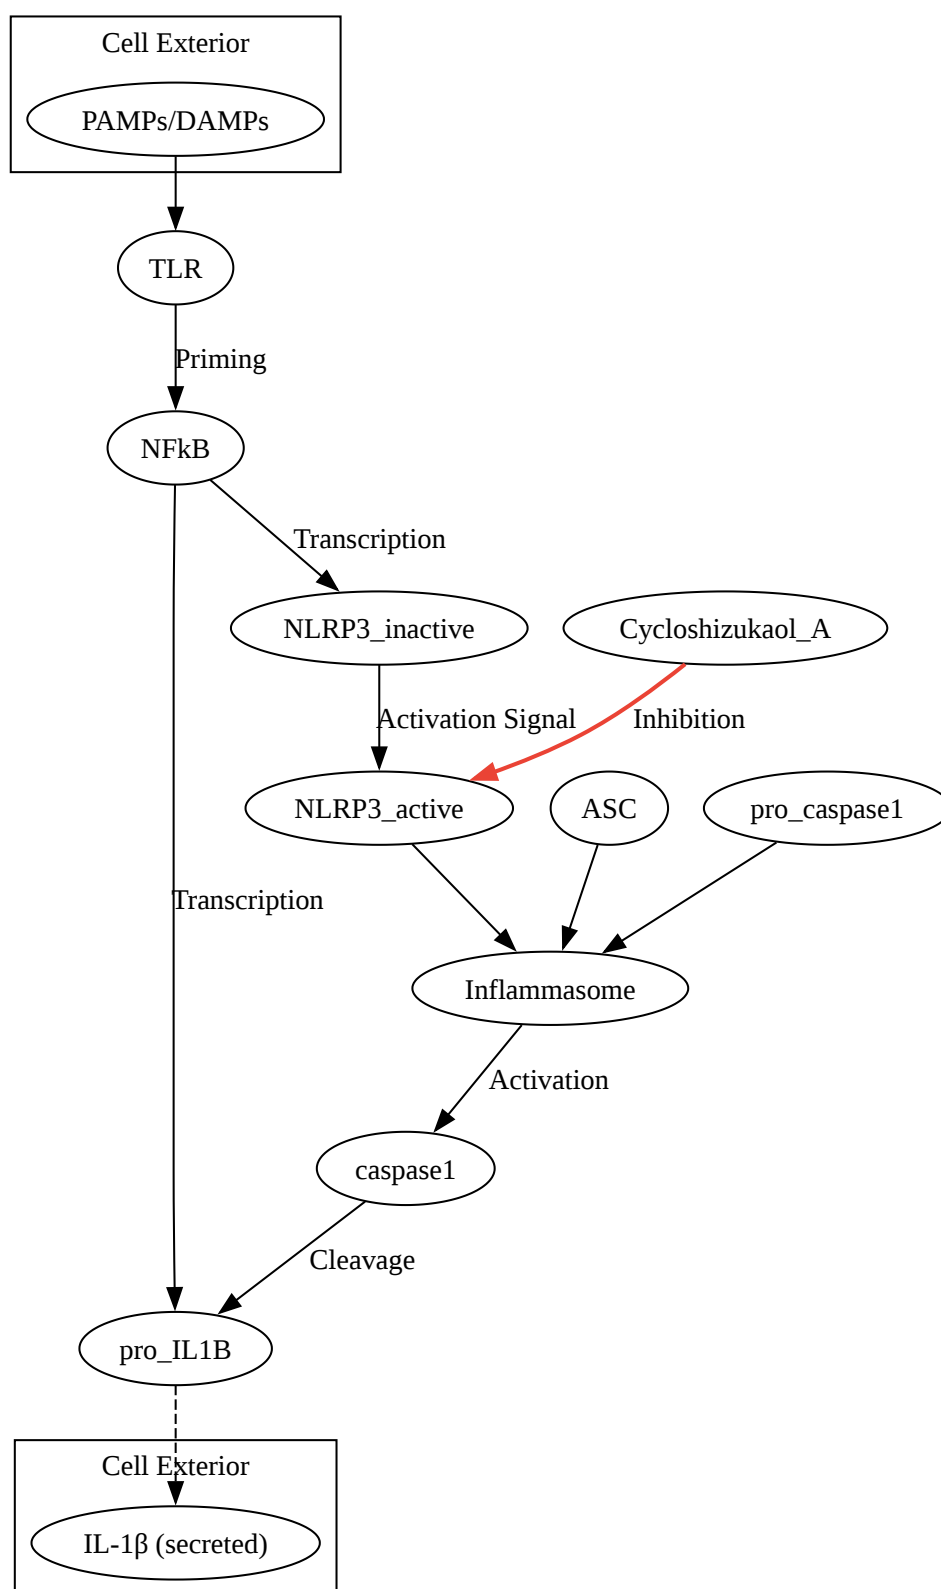 Cell Exterior
PAMPs/DAMPs
TLR
Priming
NFkB
Transcription
NLRP3_inactive
Cycloshizukaol_A
Activation Signal
Inhibition
NLRP3_active
ASC
pro_caspase1
Transcription
Inflammasome
Activation
caspase1
Cleavage
pro_IL1B
Cell Exterior
IL-1β (secreted)